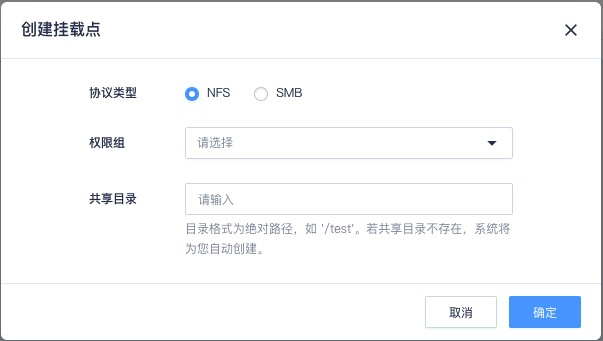 创建挂载点
协议类型 NFS SMB
权限组 请选择
共享目录 请输入
目录格式为绝对路径，如 '/test'。若共享目录不存在，系统将
为您自动创建。
取消 确定